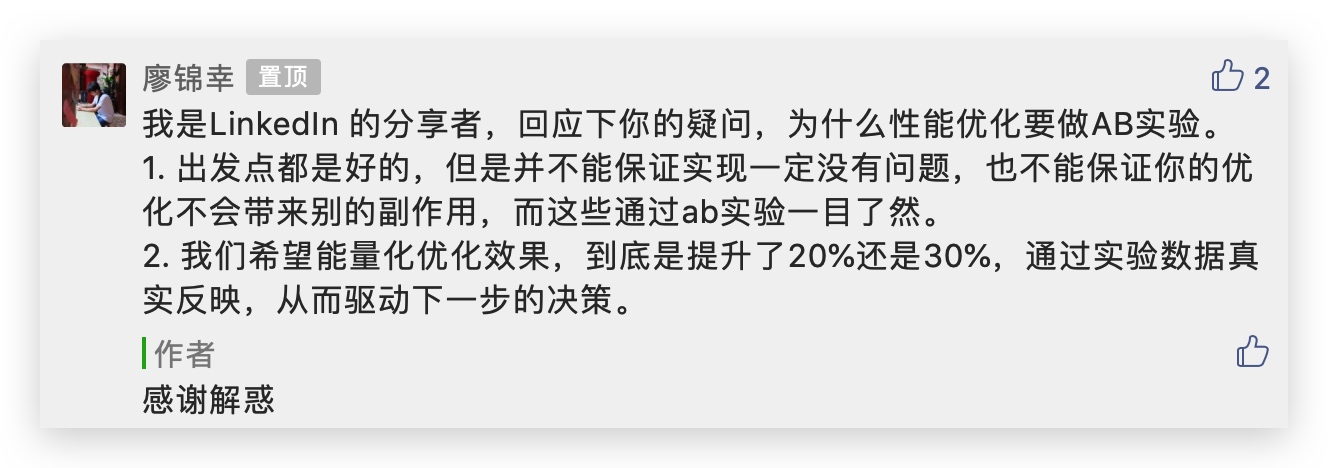 廖锦幸 置顶 2
我是LinkedIn 的分享者，回应下你的疑问，为什么性能优化要做AB实验。
1. 出发点都是好的，但是并不能保证实现一定没有问题，也不能保证你的优
化不会带来别的副作用，而这些通过ab实验一目了然。
2. 我们希望能量化优化效果，到底是提升了20%还是30%，通过实验数据真
实反映，从而驱动下一步的决策。
作者
感谢解惑